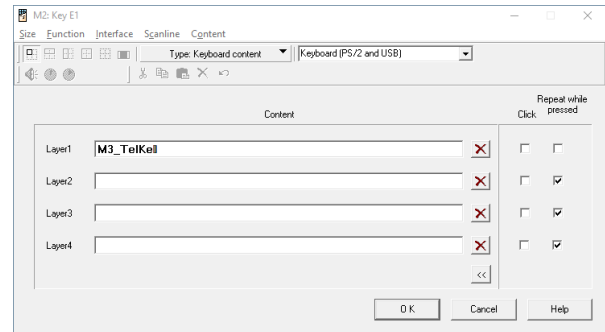 M2: Key E1
Size Function Interface Scanline Content
Type: Keyboard content Keyboard (PS/2 and USB)
Content Click Repeat while pressed
Layer1 M3_TelKell
Layer2
Layer3
Layer4
<<
OK Cancel Help